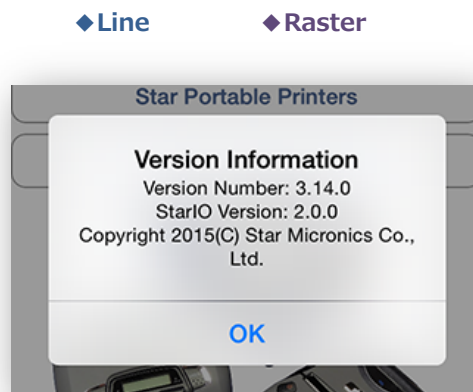 ◆Line ◆Raster
Star Portable Printers
Version Information
Version Number: 3.14.0
StarIO Version: 2.0.0
Copyright 2015(C) Star Micronics Co.,
Ltd.
OK